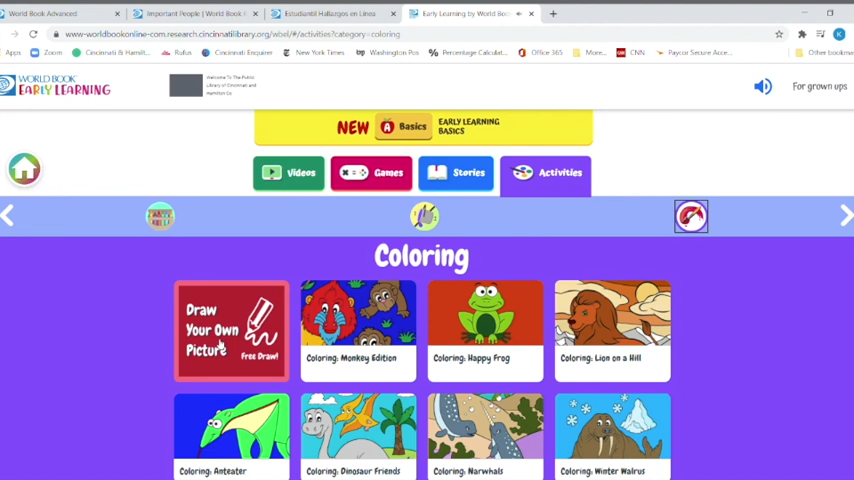 World Book Advanced
Important People | World Book
Estudiantil Hallazgos en Línea
Early Learning by World Boo
www-worldbookonline-com.research.cincinnatilibrary.org/wbel/#/activities?category=coloring
K
Apps
Zoom
Cincinnati & Hamilt...
Rufus
Cincinnati Enquirer
New York Times
Washington Pos
Percentage Calculat...
Office 365
More...
CNN
Paycor Secure Acce...
Other bookma
WORLD BOOK
EARLY LEARNING
Welcome To The Public
Library of Cincinnati and
Hamilton Co
For grown ups
NEW
A Basics
EARLY LEARNING
BASICS
Videos
Games
Stories
Activities
Coloring
Draw
Your Own
Picture
Free Draw!
Coloring: Monkey Edition
Coloring: Happy Frog
Coloring: Lion on a Hill
Coloring: Anteater
Coloring: Dinosaur Friends
Coloring: Narwhals
Coloring: Winter Walrus